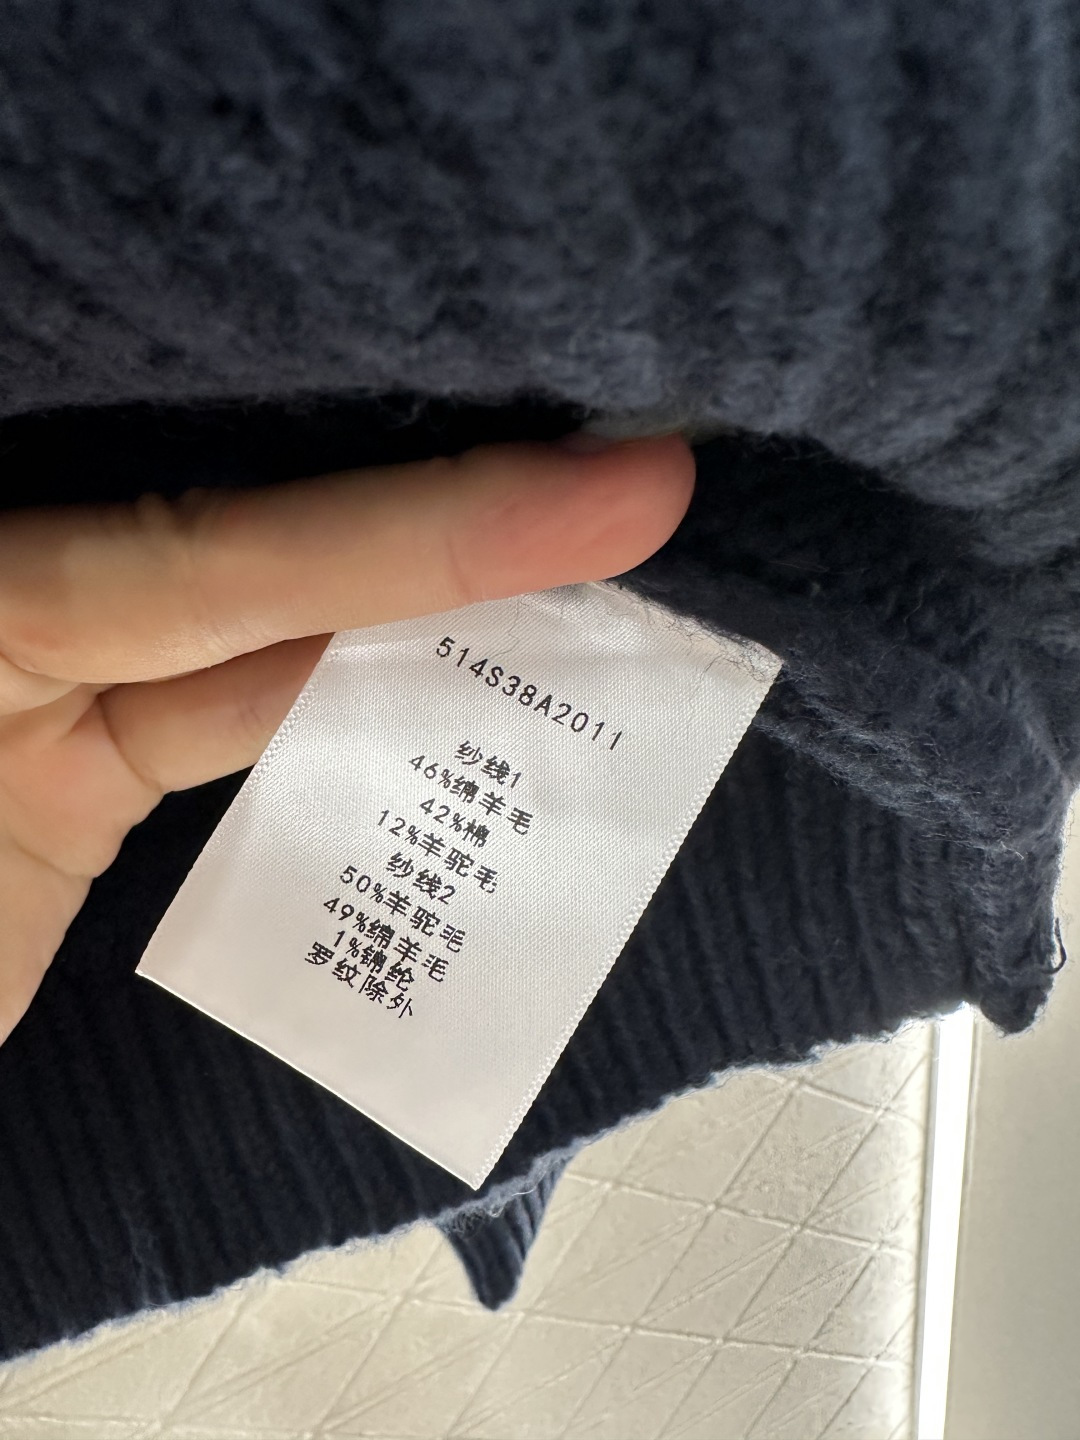 514S38A2011
纱线1
46%绵羊毛
42%棉
12%羊驼毛
纱线2
50%羊驼毛
49%绵羊毛
1%锦纶
罗纹除外